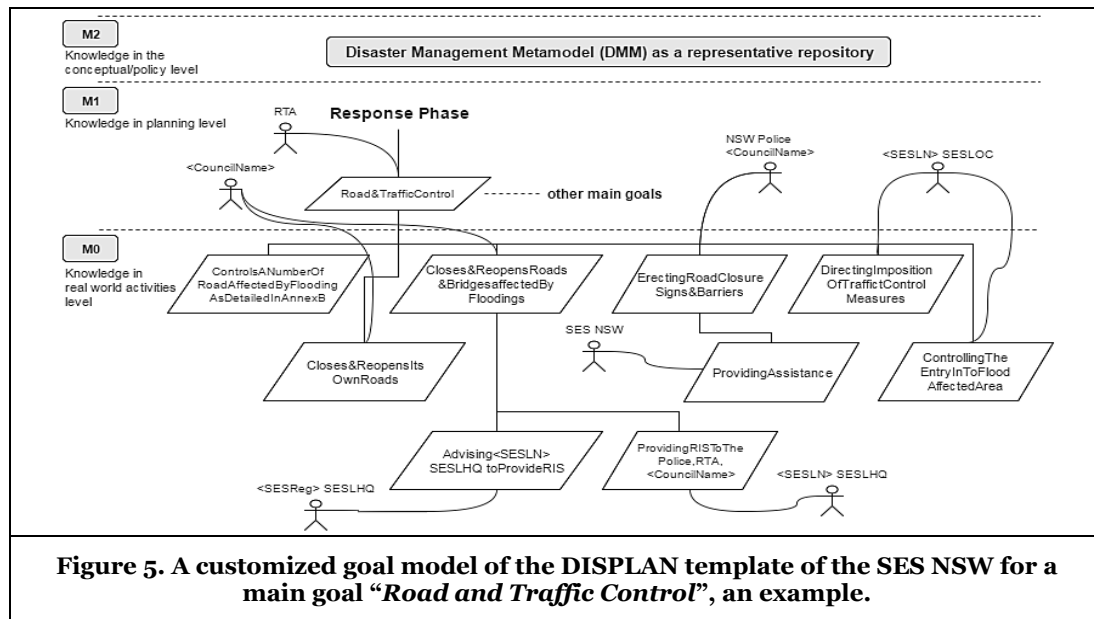 M2
Knowledge in the
conceptual/policy level
Disaster Management Metamodel (DMM) as a representative repository
M1
Knowledge in planning level
RTA
Response Phase
<CouncilName>
NSW Police
<CouncilName>
<SESLN> SESLOC
Road&TrafficControl
other main goals
M0
Knowledge in
real world activities
level
ControlsANumberOf
RoadAffectedByFlooding
AsDetailedInAnnexB
Closes&ReopensRoads
&BridgesaffectedBy
Floodings
ErectingRoadClosure
Signs&Barriers
DirectingImposition
OfTraffictControl
Measures
Closes&ReopensIts
OwnRoads
SES NSW
ProvidingAssistance
ControllingThe
EntryInToFlood
AffectedArea
Advising<SESLN>
SESLHQ toProvideRIS
ProvidingRISToThe
Police,RTA,
<CouncilName>
<SESReg> SESLHQ
<SESLN> SESLHQ
Figure 5. A customized goal model of the DISPLAN template of the SES NSW for a
main goal “Road and Traffic Control”, an example.